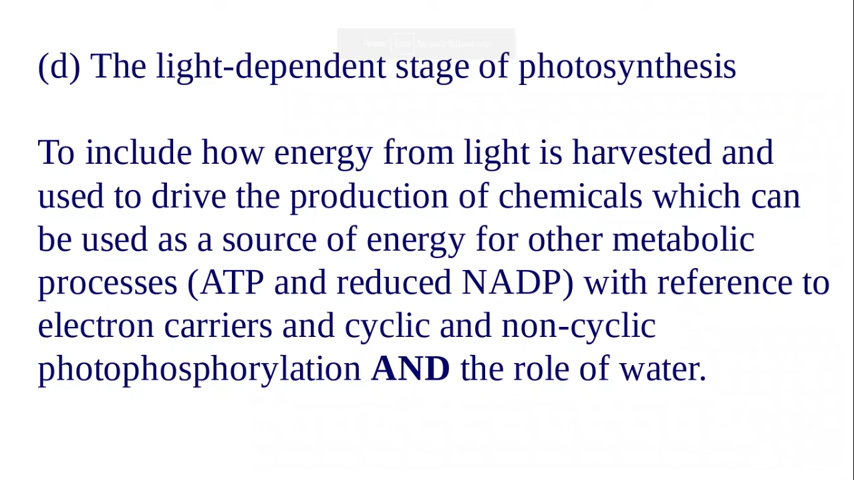 (d) The light-dependent stage of photosynthesis
To include how energy from light is harvested and
used to drive the production of chemicals which can
be used as a source of energy for other metabolic
processes (ATP and reduced NADP) with reference to
electron carriers and cyclic and non-cyclic
photophosphorylation AND the role of water.